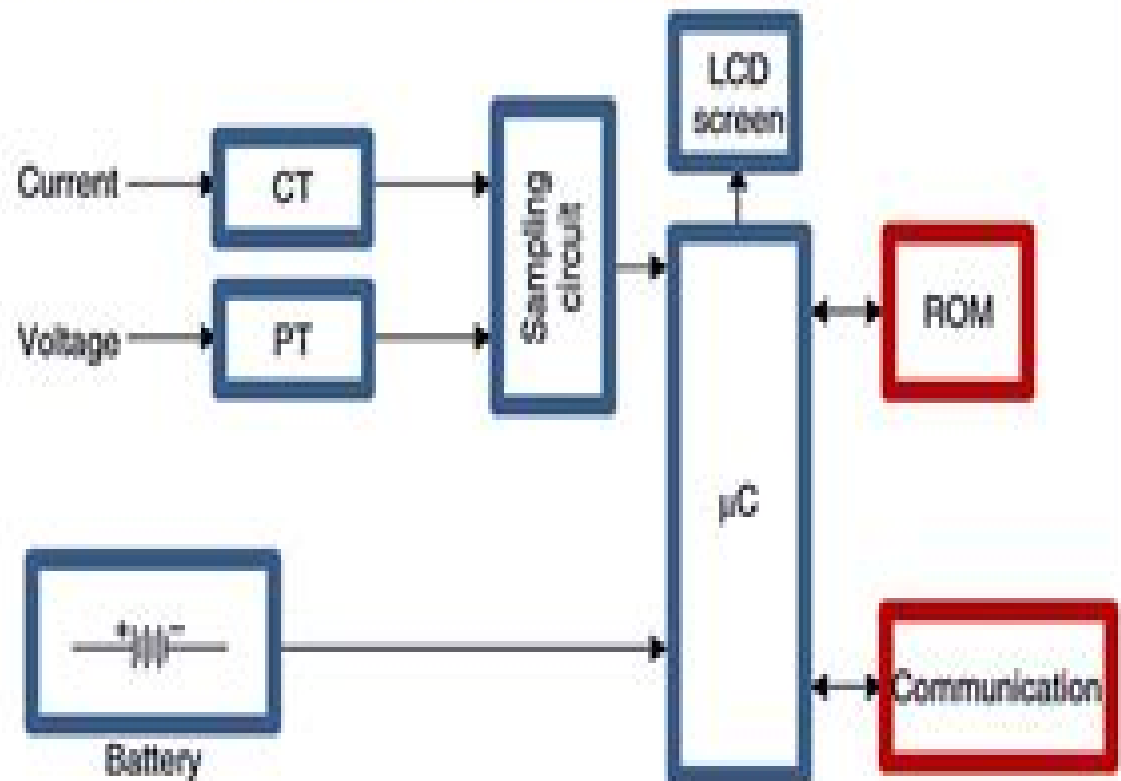 LCD
screen
Current
CT
Sampling
circuit
Voltage
PT
ROM
µC
+ −
Battery
Communication